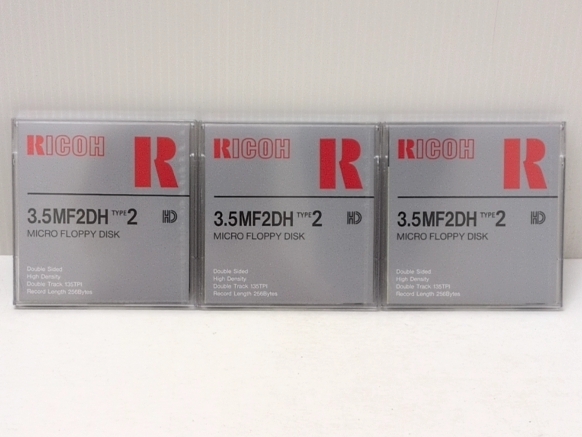 RICOH
R
3.5MF2DH TYPE 2 HD
MICRO FLOPPY DISK
Double Sided
High Density
Double Track 135TPI
Record Length 256Bytes
RICOH
R
3.5MF2DH TYPE 2 HD
MICRO FLOPPY DISK
Double Sided
High Density
Double Track 135TPI
Record Length 256Bytes
RICOH
R
3.5MF2DH TYPE 2 HD
MICRO FLOPPY DISK
Double Sided
High Density
Double Track 135TPI
Record Length 256Bytes